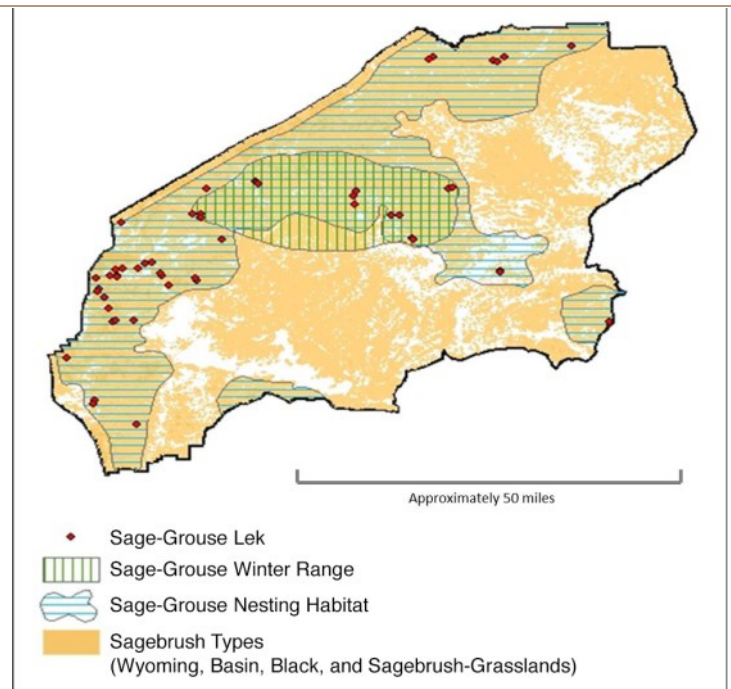 Approximately 50 miles
Sage-Grouse Lek
Sage-Grouse Winter Range
Sage-Grouse Nesting Habitat
Sagebrush Types
(Wyoming, Basin, Black, and Sagebrush-Grasslands)